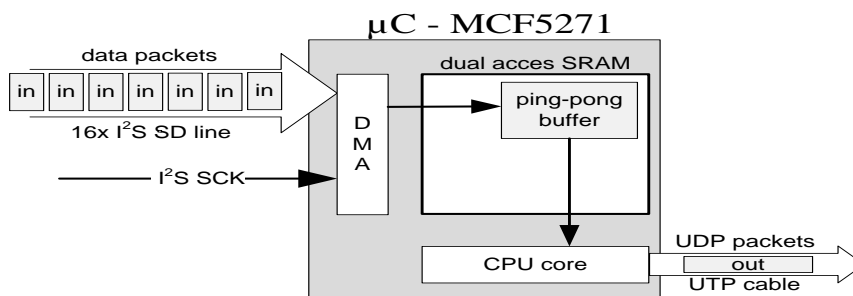 µC - MCF5271
data packets
dual acces SRAM
in in in in in in in
ping-pong
buffer
16x I²S SD line
D
M
A
I²S SCK
UDP packets
CPU core
out
UTP cable